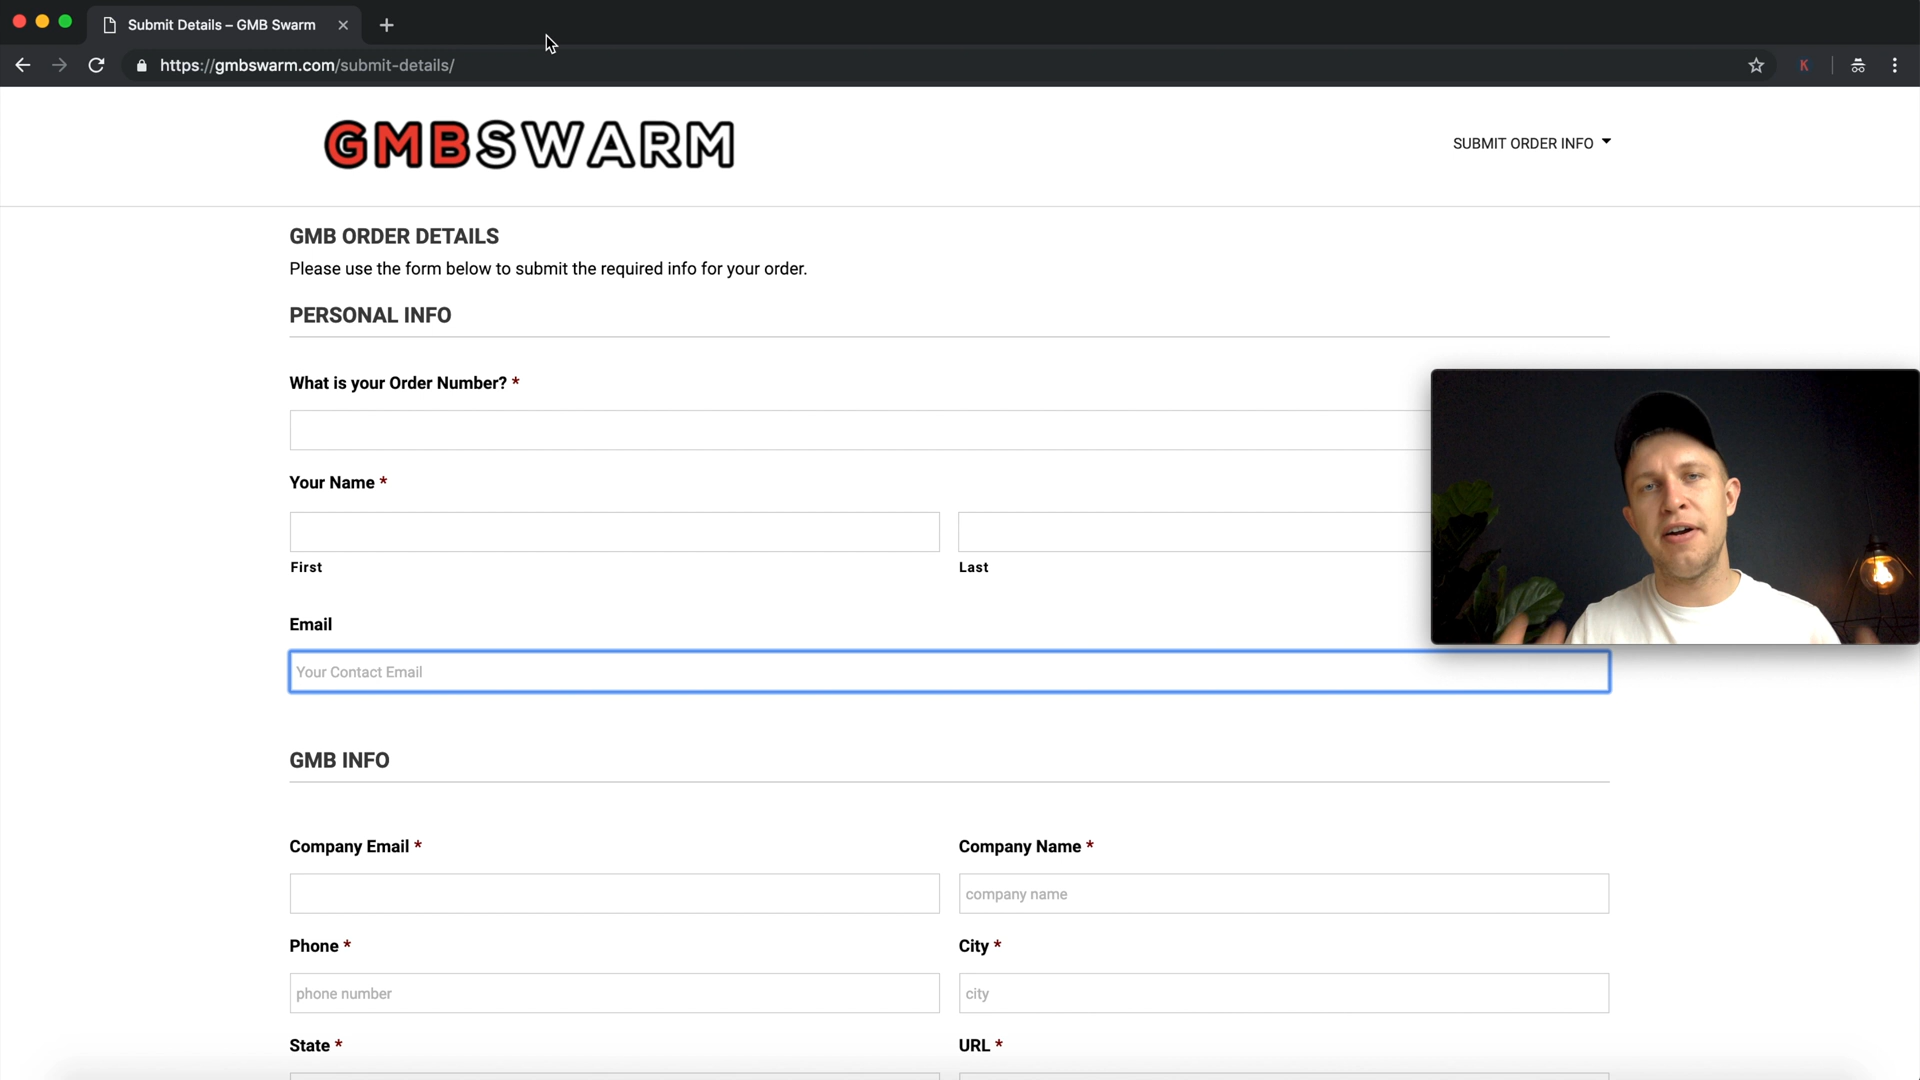 Submit Details – GMB Swarm
https://gmbswarm.com/submit-details/
K
GMBSWARM
SUBMIT ORDER INFO
GMB ORDER DETAILS
Please use the form below to submit the required info for your order.
PERSONAL INFO
What is your Order Number? *
Your Name *
First
Last
Email
Your Contact Email
GMB INFO
Company Email *
Company Name *
company name
Phone *
City *
phone number
city
State *
URL *